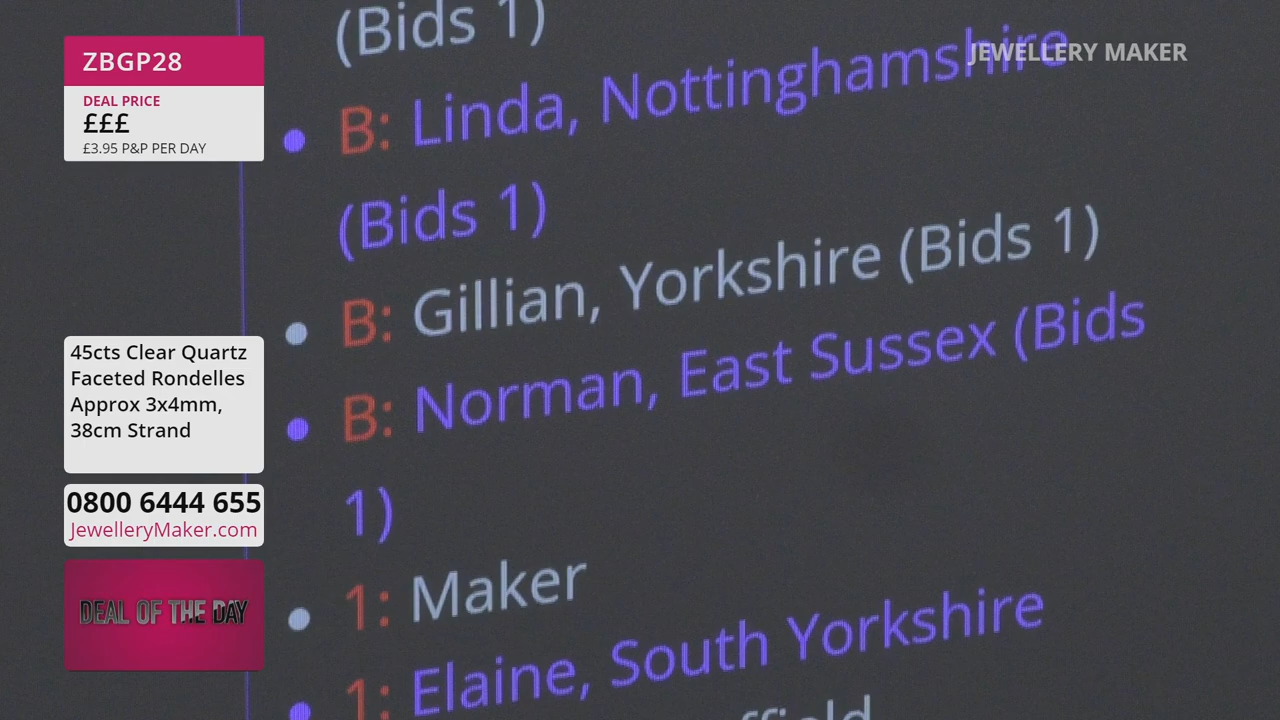 ZBGP28
DEAL PRICE
£££
£3.95 P&P PER DAY
45cts Clear Quartz
Faceted Rondelles
Approx 3x4mm,
38cm Strand
0800 6444 655
JewelleryMaker.com
DEAL OF THE DAY
JEWELLERY MAKER
(Bids 1)
B: Linda, Nottinghamshire
(Bids 1)
B: Gillian, Yorkshire (Bids 1)
B: Norman, East Sussex (Bids
1)
1: Maker
1: Elaine, South Yorkshire